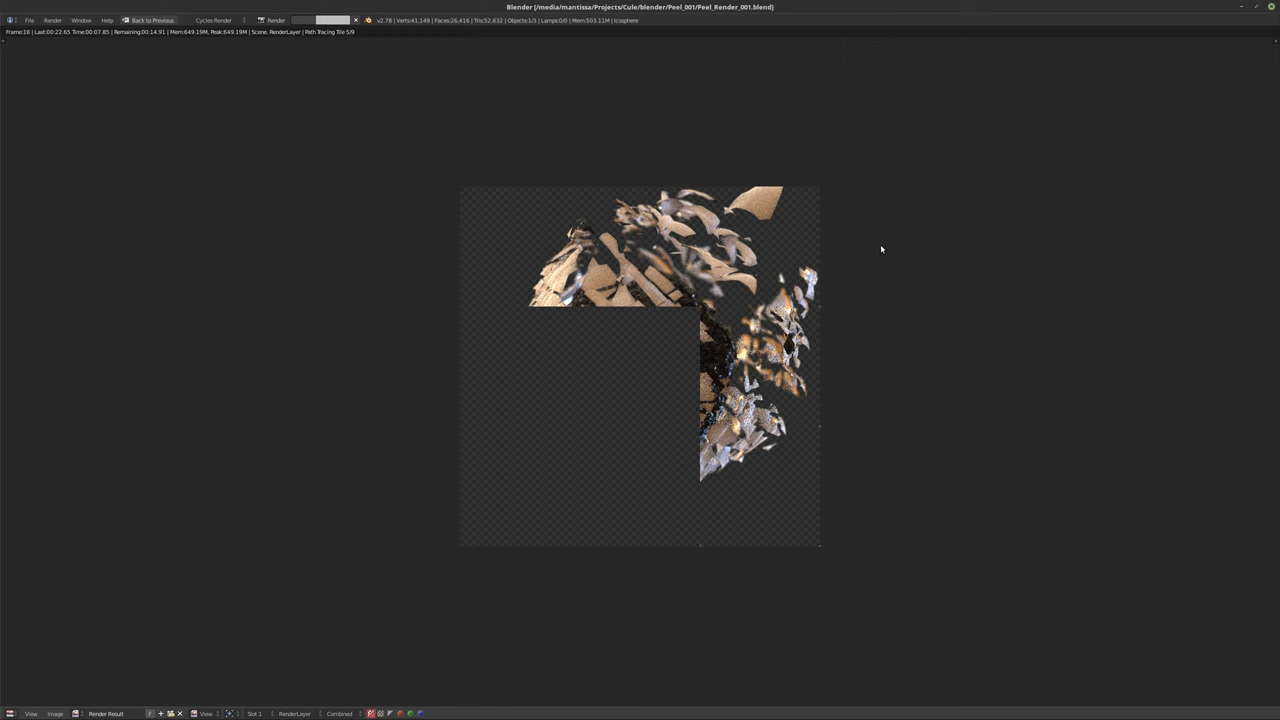 Blender [/media/mantissa/Projects/Cule/blender/Peel_001/Peel_Render_001.blend]
File Render Window Help Back to Previous Cycles Render Render v2.78 | Verts:41,149 | Faces:26,416 | Tris:52,832 | Objects:1/3 | Lamps:0/0 | Mem:503.11M | Icosphere
Frame:16 | Last:00:22.65 Time:00:07.85 | Remaining:00:14.91 | Mem:649.19M, Peak:649.19M | Scene, RenderLayer | Path Tracing Tile 5/9
View Image Render Result F View Slot 1 RenderLayer Combined